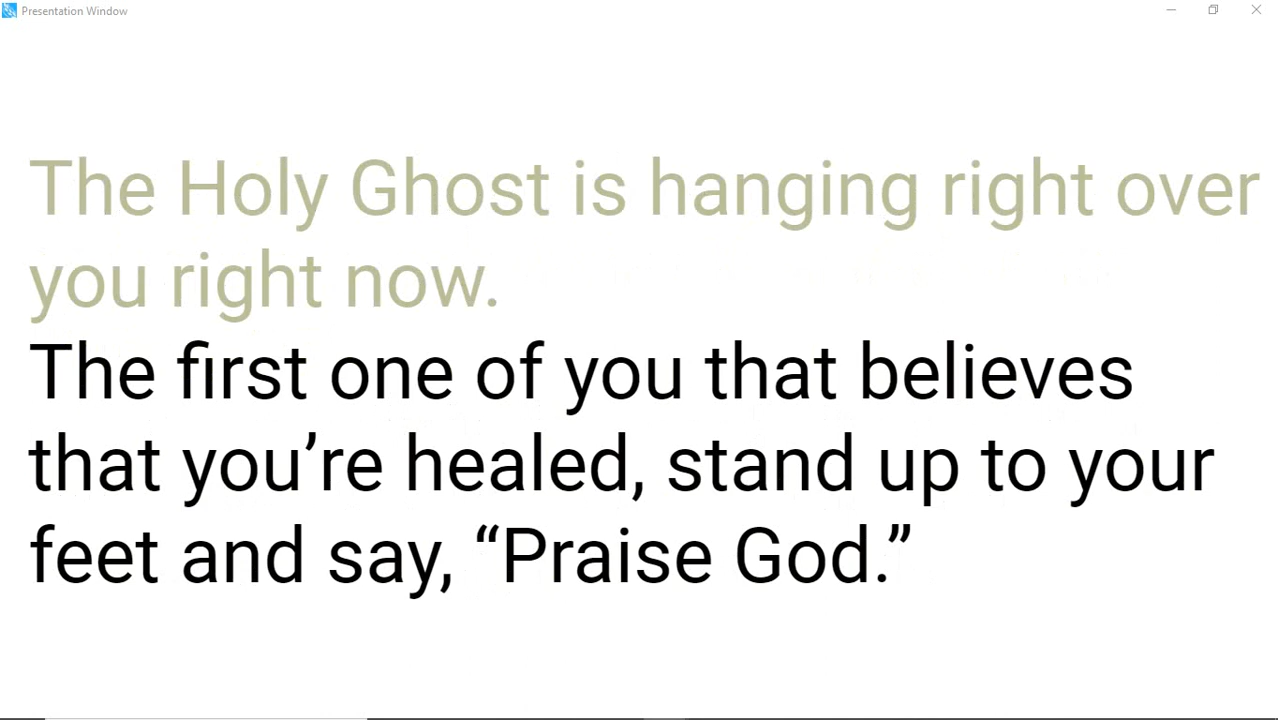 Presentation Window
The Holy Ghost is hanging right over
you right now.
The first one of you that believes
that you’re healed, stand up to your
feet and say, “Praise God.”